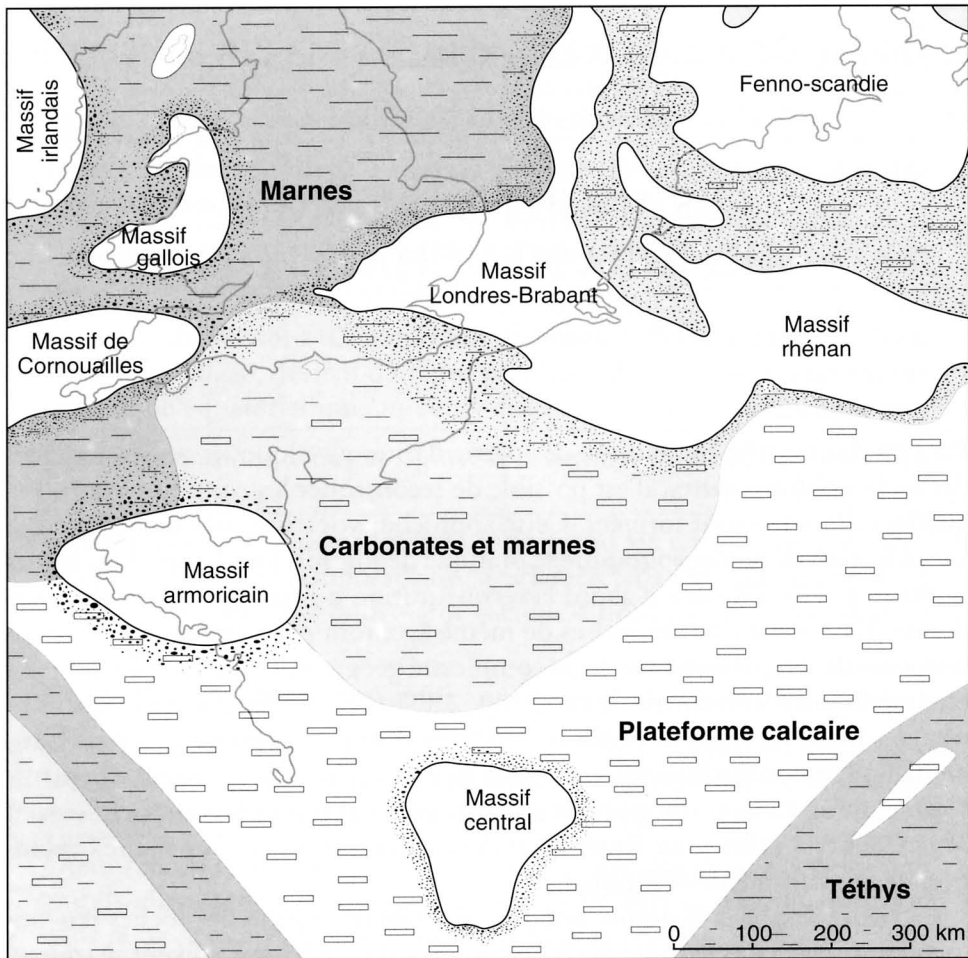 Massif
irlandais
Fenno-scandie
Marnes
Massif
gallois
Massif
Londres-Brabant
Massif de
Cornouailles
Massif
rhénan
Carbonates et marnes
Massif
armoricain
Plateforme calcaire
Massif
central
Téthys
0 100 200 300 km